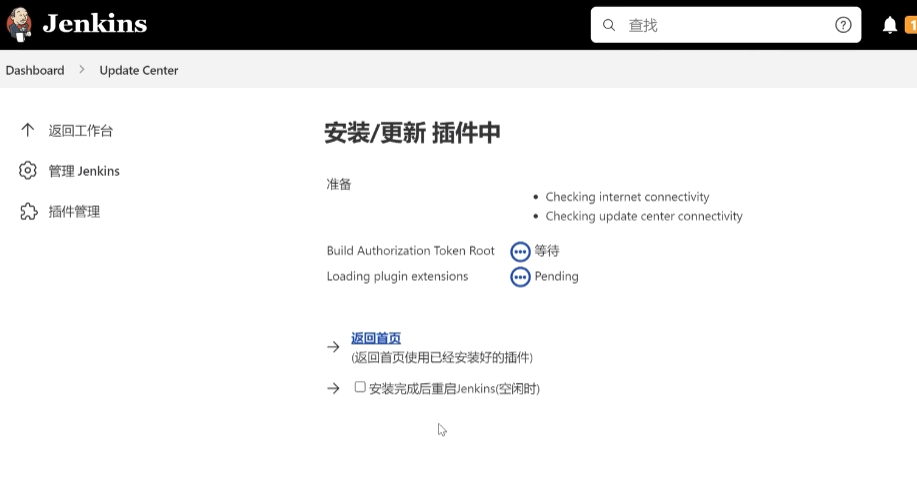 Jenkins
查找
1
Dashboard
Update Center
返回工作台
管理 Jenkins
插件管理
安装/更新 插件中
准备
Checking internet connectivity
Checking update center connectivity
Build Authorization Token Root 等待
Loading plugin extensions Pending
返回首页
(返回首页使用已经安装好的插件)
安装完成后重启Jenkins(空闲时)